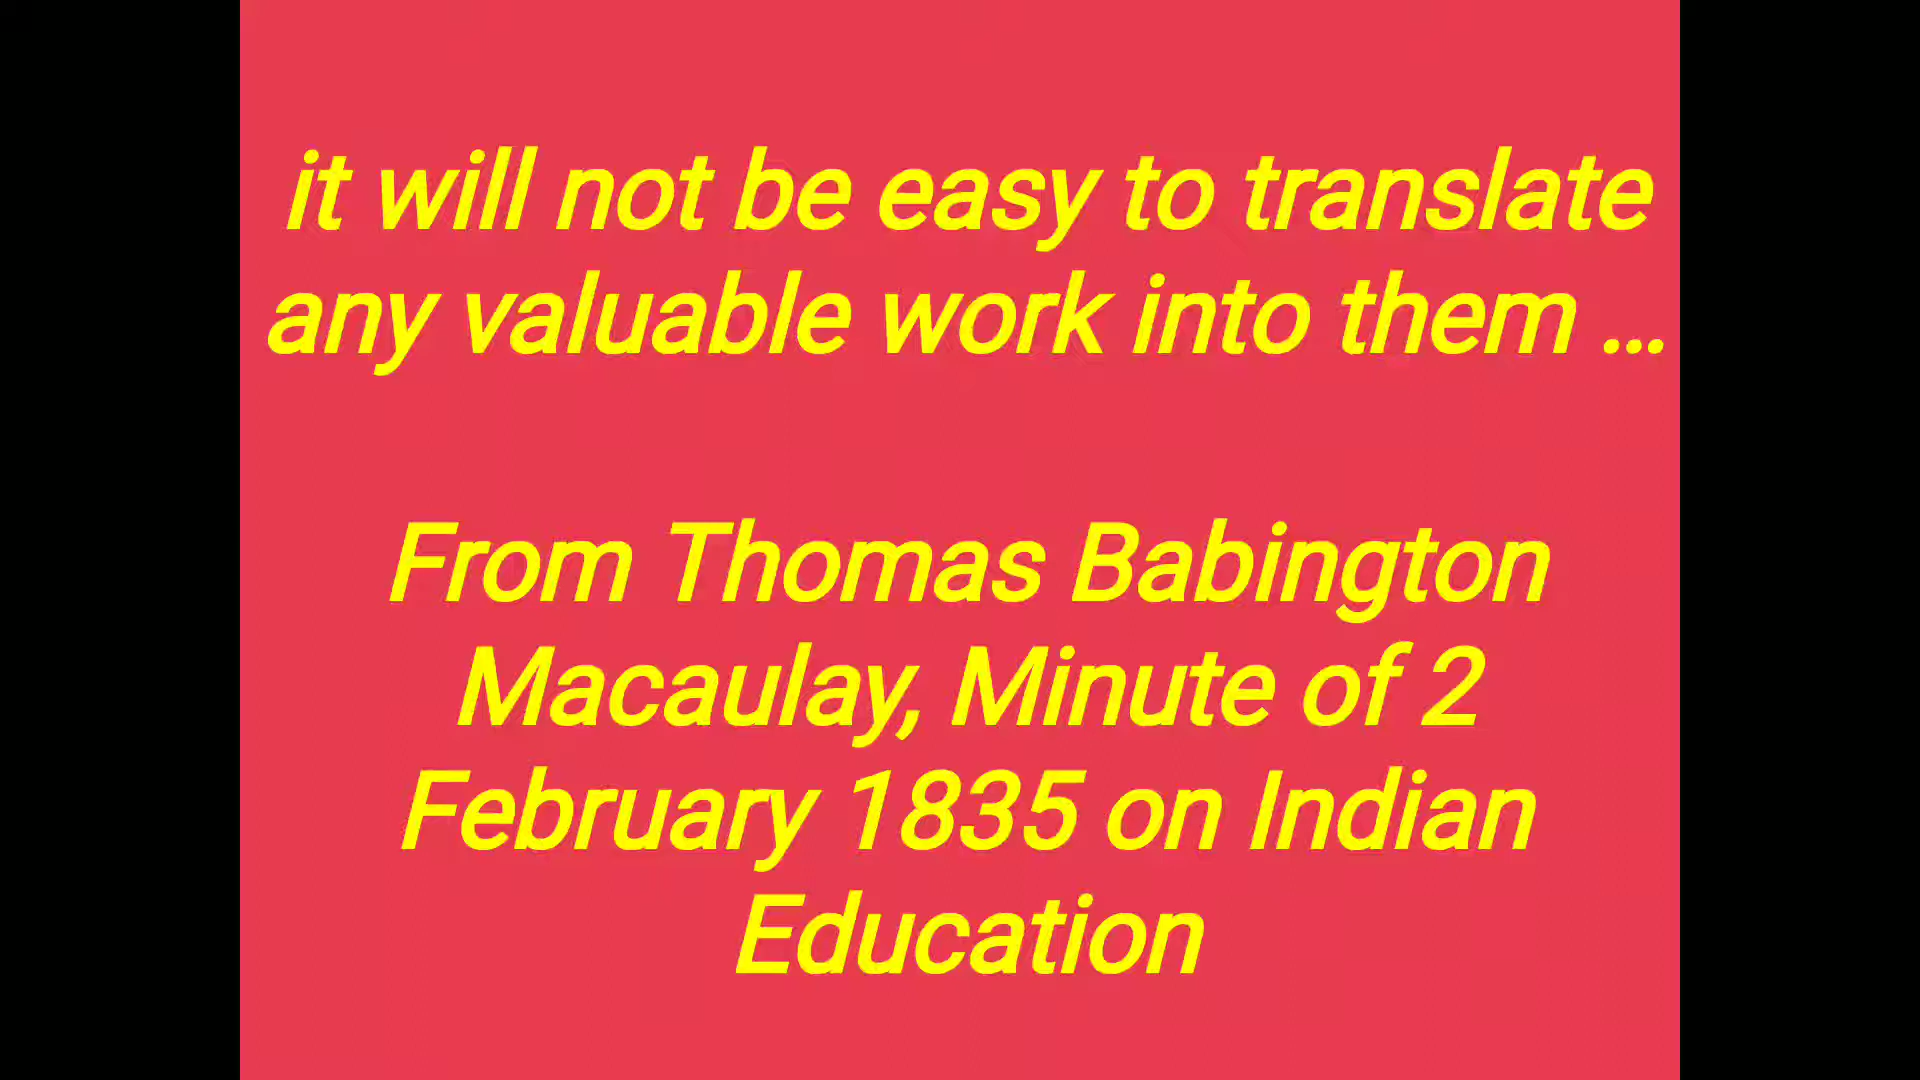 it will not be easy to translate
any valuable work into them ...
From Thomas Babington
Macaulay, Minute of 2
February 1835 on Indian
Education